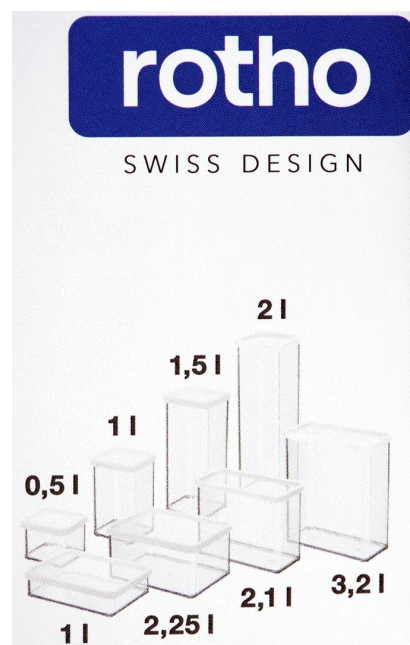 rotho
SWISS DESIGN
2 l
1,5 l
1 l
0,5 l
3,2 l
2,1 l
2,25 l
1 l